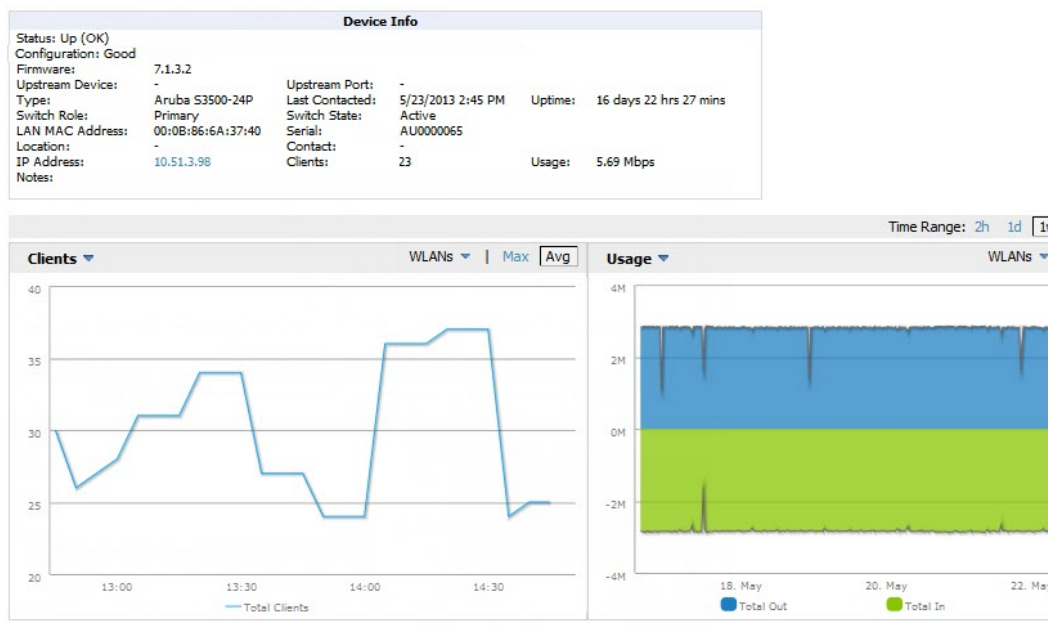 Device Info
Status: Up (OK)
Configuration: Good
Firmware: 7.1.3.2
Upstream Device: - Upstream Port: -
Type: Aruba S3500-24P Last Contacted: 5/23/2013 2:45 PM Uptime: 16 days 22 hrs 27 mins
Switch Role: Primary Switch State: Active
LAN MAC Address: 00:0B:86:6A:37:40 Serial: AU0000065
Location: - Contact: -
IP Address: 10.51.3.98 Clients: 23 Usage: 5.69 Mbps
Notes:
Time Range: 2h 1d
Clients WLANs | Max Avg
40
35
30
25
20
13:00 13:30 14:00 14:30
Total Clients
Usage WLANs
4M
2M
0M
-2M
-4M
18. May 20. May 22. Ma
Total Out Total In